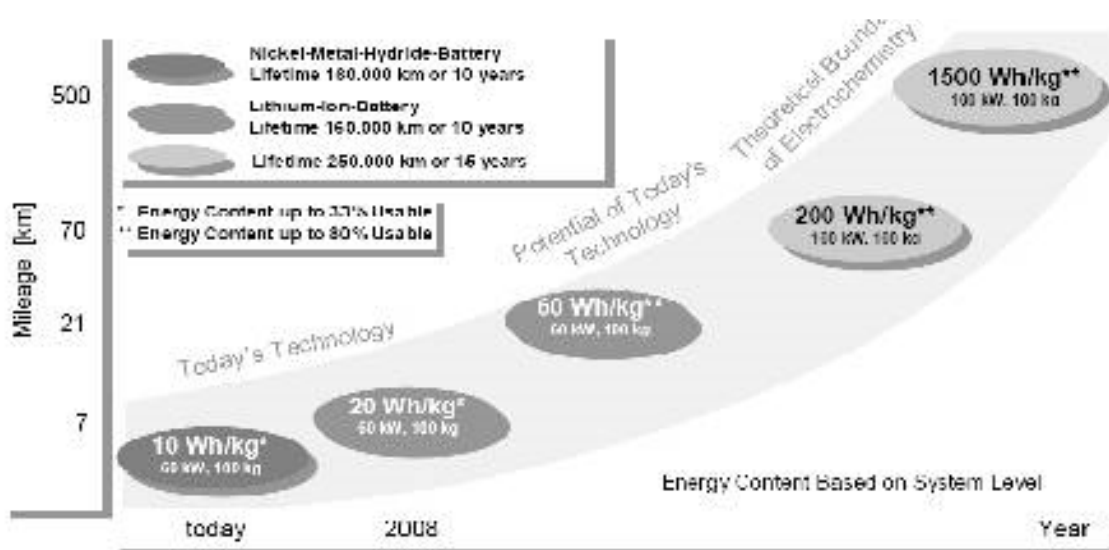 Nickel-Metal-Hydride-Battery
Lifetime 180.000 km or 10 years
Lithium-Ion-Battery
Lifetime 160.000 km or 10 years
Lifetime 250.000 km or 15 years
* Energy Content up to 33% Usable
** Energy Content up to 80% Usable
Mileage [km]
500
70
21
7
Today's Technology
Potential of Today's
Technology
Theoretical
of Electrochemistry
1500 Wh/kg**
100 kW, 100 kg
200 Wh/kg**
100 kg
60 Wh/kg**
60 kW, 100 kg
20 Wh/kg*
60 kW, 100 kg
10 Wh/kg*
60 kW, 100 kg
Energy Content Based on System Level
today
2008
Year